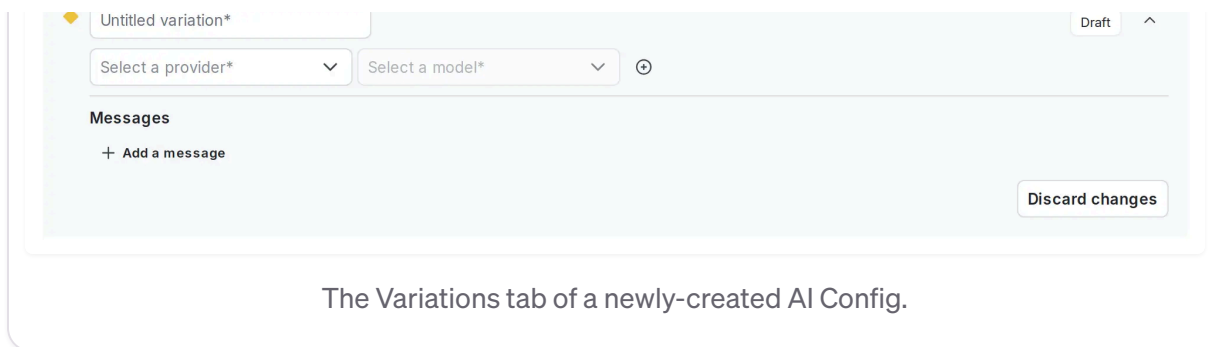 Untitled variation*
Draft
Select a provider* Select a model*
Messages
+ Add a message
Discard changes
The Variations tab of a newly-created AI Config.